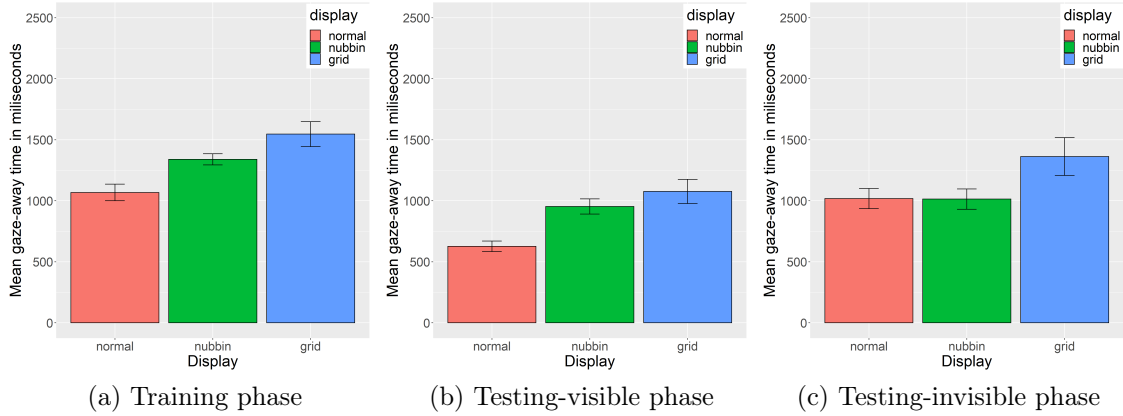 Mean gaze-away time in miliseconds
2500
2000
1500
1000
500
0
display
normal
nubbin
grid
normal nubbin grid
Display
(a) Training phase
Mean gaze-away time in miliseconds
2500
2000
1500
1000
500
0
display
normal
nubbin
grid
normal nubbin grid
Display
(b) Testing-visible phase
Mean gaze-away time in miliseconds
2500
2000
1500
1000
500
0
display
normal
nubbin
grid
normal nubbin grid
Display
(c) Testing-invisible phase